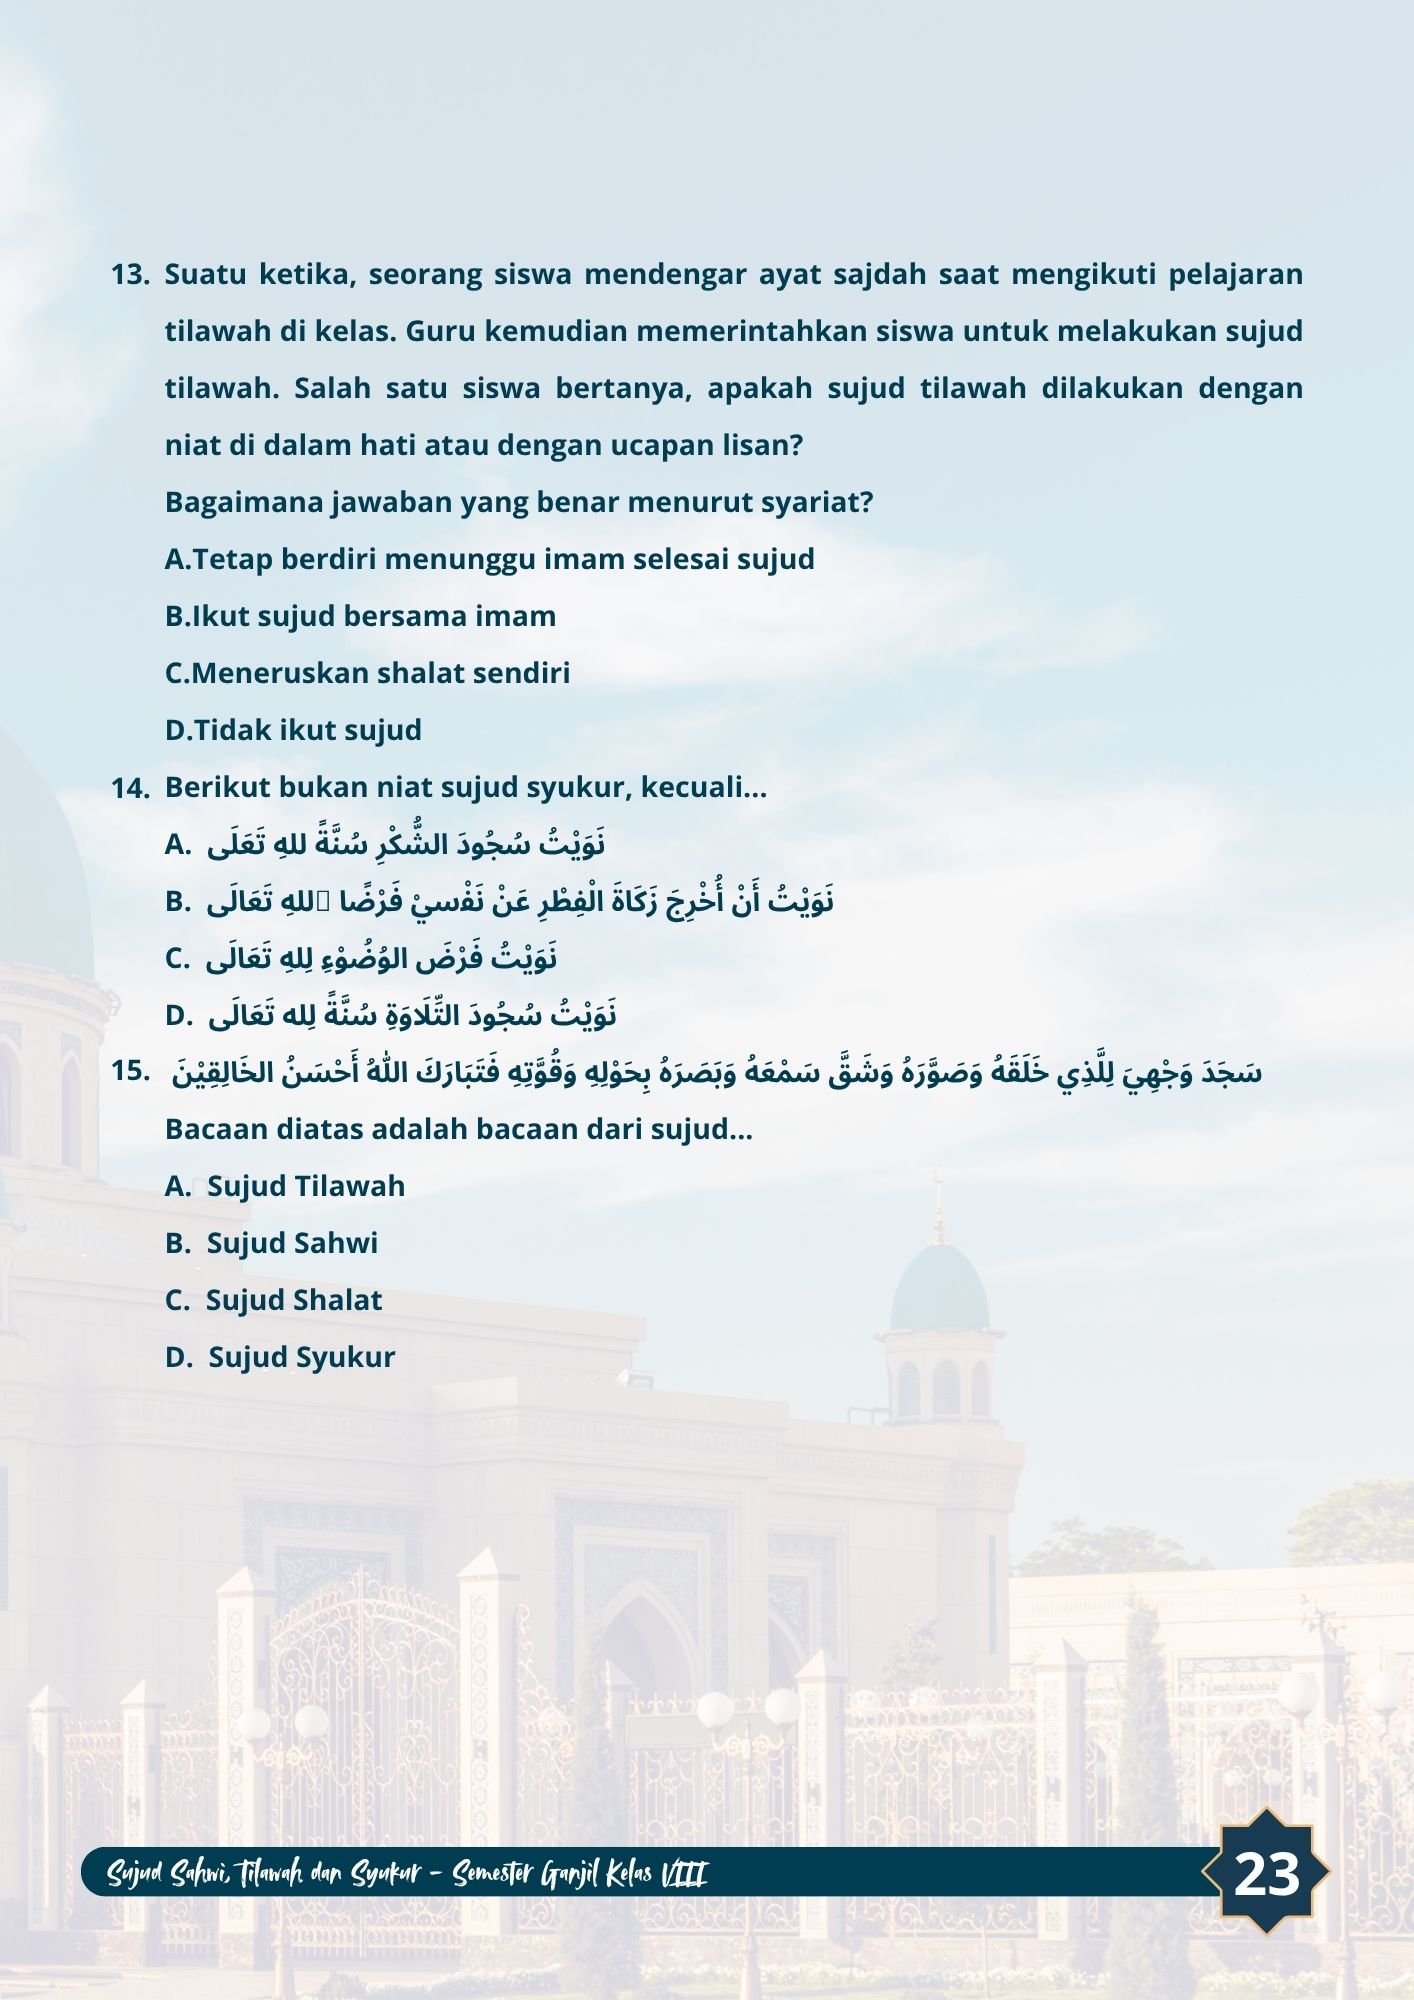 13. Suatu ketika, seorang siswa mendengar ayat sajdah saat mengikuti pelajaran
tilawah di kelas. Guru kemudian memerintahkan siswa untuk melakukan sujud
tilawah. Salah satu siswa bertanya, apakah sujud tilawah dilakukan dengan
niat di dalam hati atau dengan ucapan lisan?
Bagaimana jawaban yang benar menurut syariat?
A.Tetap berdiri menunggu imam selesai sujud
B.Ikut sujud bersama imam
C.Meneruskan shalat sendiri
D.Tidak ikut sujud
14. Berikut bukan niat sujud syukur, kecuali...
A. نَوَيْتُ سُجُودَ الشُّكْرِ سُنَّةً للهِ تَعَلَى
B. نَوَيْتُ أَنْ أُخْرِجَ زَكَاةَ الْفِطْرِ عَنْ نَفْسيْ فَرْضًا للهِ تَعَالَى
C. نَوَيْتُ فَرْضَ الوُضُوْءِ لِلهِ تَعَالَى
D. نَوَيْتُ سُجُودَ التِّلَاوَةِ سُنَّةً لِله تَعَالَى
15. سَجَدَ وَجْهِيَ لِلَّذِي خَلَقَهُ وَصَوَّرَهُ وَشَقَّ سَمْعَهُ وَبَصَرَهُ بِحَوْلِهِ وَقُوَّتِهِ فَتَبَارَكَ اللّٰهُ أَحْسَنُ الخَالِقِيْنَ
Bacaan diatas adalah bacaan dari sujud...
A. Sujud Tilawah
B. Sujud Sahwi
C. Sujud Shalat
D. Sujud Syukur
Sujud Sahwi, Tilawah dan Syukur - Semester Ganjil Kelas VIII
23